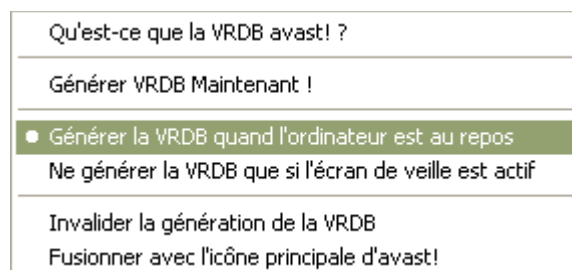 Qu'est-ce que la VRDB avast! ?
Générer VRDB Maintenant !
Générer la VRDB quand l'ordinateur est au repos
Ne générer la VRDB que si l'écran de veille est actif
Invalider la génération de la VRDB
Fusionner avec l'icône principale d'avast!